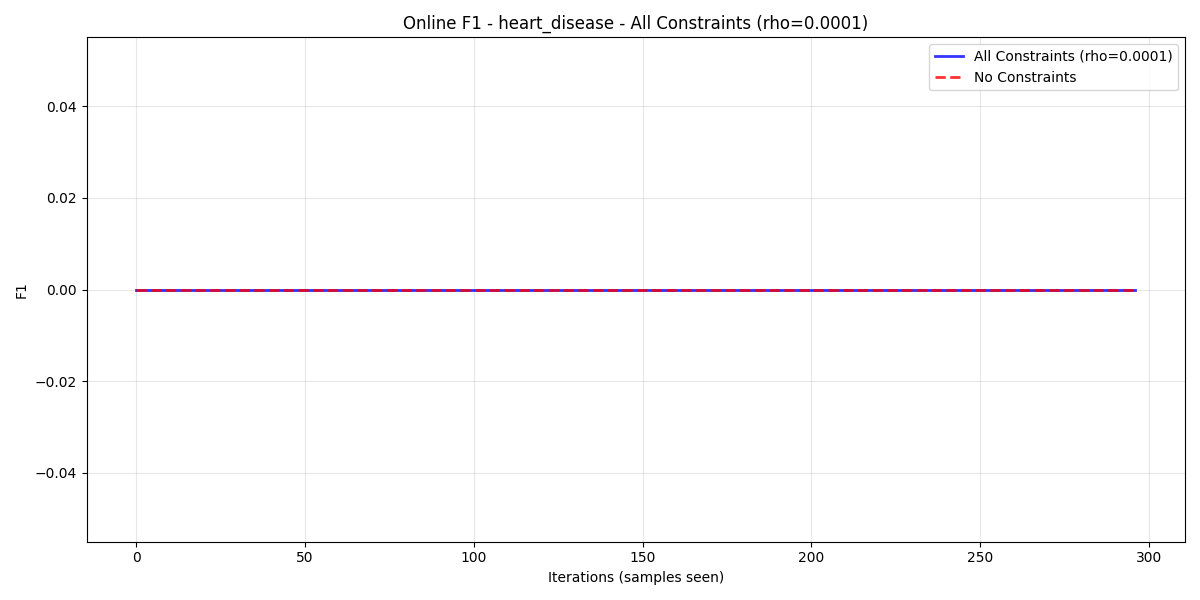 Online F1 - heart_disease - All Constraints (rho=0.0001)
All Constraints (rho=0.0001)
No Constraints
F1
0.04
0.02
0.00
−0.02
−0.04
0
50
100
150
200
250
300
Iterations (samples seen)